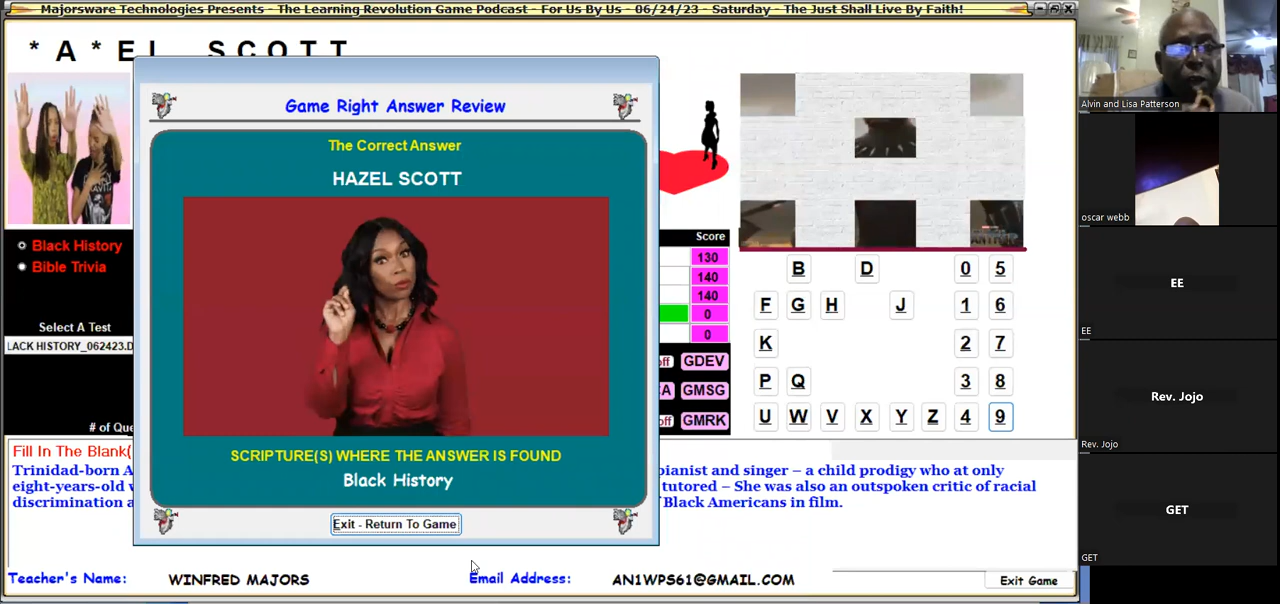 Majorsware Technologies Presents - The Learning Revolution Game Podcast - For Us By Us - 06/24/23 - Saturday - The Just Shall Live By Faith!
* A * E L   S C O T T
Game Right Answer Review
The Correct Answer
HAZEL SCOTT
SCRIPTURE(S) WHERE THE ANSWER IS FOUND
Black History
Exit - Return To Game
Black History
Bible Trivia
Select A Test
LACK HISTORY_062423.D
# of Que
Score
130
140
140
0
0
off GDEV
A GMSG
off GMRK
B D 0 5
F G H J 1 6
K 2 7
P Q 3 8
U W V X Y Z 4 9
Fill In The Blank(
Trinidad-born A pianist and singer – a child prodigy who at only
eight-years-old tutored – She was also an outspoken critic of racial
discrimination a Black Americans in film.
Teacher's Name: WINFRED MAJORS Email Address: AN1WPS61@GMAIL.COM Exit Game
Alvin and Lisa Patterson
oscar webb
EE
EE
Rev. Jojo
Rev. Jojo
GET
GET